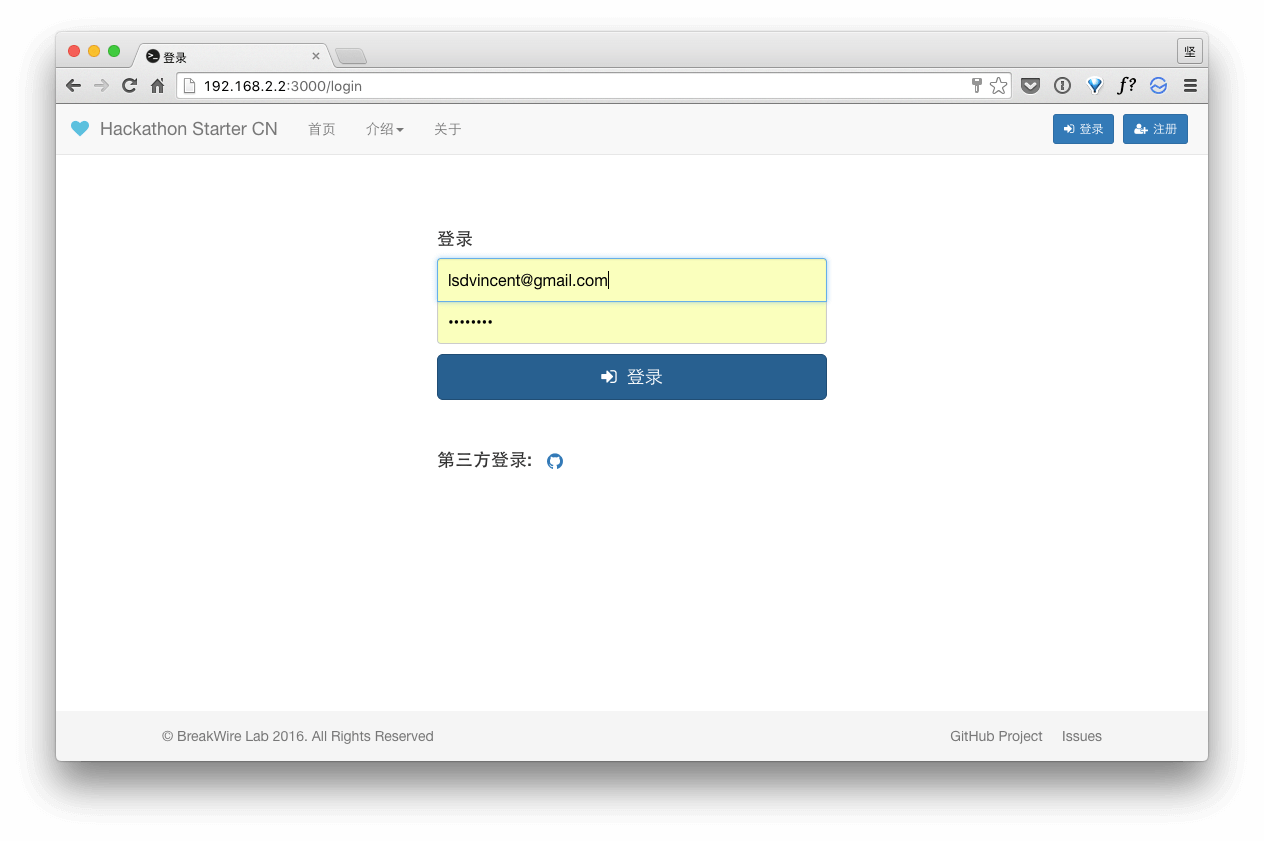 登录
坚
192.168.2.2:3000/login
f?
Hackathon Starter CN 首页 介绍 关于 登录 注册
登录
lsdvincent@gmail.com
••••••••
登录
第三方登录:
© BreakWire Lab 2016. All Rights Reserved GitHub Project Issues